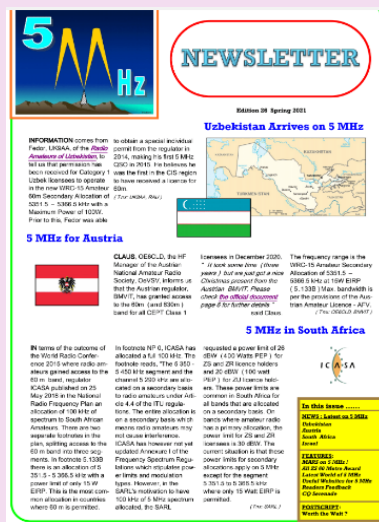 5
MHz
NEWSLETTER
Edition 26 Spring 2021
Uzbekistan Arrives on 5 MHz
INFORMATION comes from
Fedor, UK9AA, of the Radio
Amateurs of Uzbekistan, to
tell us that permission has
been received for Category 1
Uzbek licensees to operate
in the new WRC-15 Amateur
60m Secondary Allocation of
5351.5 – 5366.5 kHz with a
Maximum Power of 100W.
Prior to this, Fedor was able
to obtain a special individual
permit from the regulator in
2014, making his first 5 MHz
QSO in 2015. He believes he
was the first in the CIS region
to have received a licence for
60m.
5 MHz for Austria
CLAUS, OE6CLD, the HF
Manager of the Austrian
National Amateur Radio
Society, OeVSV, informs us
that the Austrian regulator,
BMVIT, has granted access
to the 60m (and 630m)
band for all CEPT Class 1
licensees in December 2020.
" It took some time (three
years) but we just got a nice
Christmas present from the
Austrian BMVIT. Please
check the official document
page 6 for further details "
said Claus
The frequency range is the
WRC-15 Amateur Secondary
Allocation of 5351.5 –
5366.5 kHz at 15W EIRP
(5.133B) Max. bandwidth is
per the provisions of the Aus-
trian Amateur Licence - AFV.
(Tnx: OE6CLD, ÖVSV)
5 MHz in South Africa
IN terms of the outcome of
the World Radio Confer-
ence 2015 where radio am-
ateurs gained access to the
60 m band, regulator
ICASA published on 25
May 2018 in the National
Radio Frequency Plan an
allocation of 100 kHz of
spectrum to South African
Amateurs. There are two
separate footnotes in the
plan, splitting access to the
60 m band into three seg-
ments. In footnote 5.133B
there is an allocation of 5
351.5 - 5 366.5 kHz with a
power limit of only 15 W
EIRP. This is the most com-
mon allocation in countries
where 60 m is permitted.
In footnote NF 6, ICASA has
allocated a full 100 kHz. The
footnote reads, "The 5 350 -
5 450 kHz segment and the
channel 5 290 kHz are allo-
cated on a secondary basis
to radio amateurs under Arti-
cle 4.4 of the ITU, regula-
tions. The entire allocation is
on a secondary basis which
means radio amateurs may
not cause interference.
ICASA has however not yet
updated Annexure I of the
Frequency Spectrum Regu-
lations which stipulates pow-
er limits and modulation
types. However, in the
SARL's motivation to have
100 kHz of 5 MHz spectrum
allocated, the SARL
requested a power limit of 26
dBW (400 Watts PEP) for
ZS and ZR licence holders
and 20 dBW (100 watt
PEP) for ZU licence hold-
ers. These power limits are
common in South Africa for
all bands that are allocated
on a secondary basis. On
bands where amateur radio
has a primary allocation, the
power limit for ZS and ZR
licensees is 30 dBW. The
current situation is that these
power limits for secondary
allocations apply on 5 MHz
except for the segment
5 351.5 to 5 366.5 kHz
where only 15 Watt EIRP is
permitted.
(Tnx: SARL)
ICASA
In this issue ......
NEWS : Latest on 5 MHz
Uzbekistan
Austria
South Africa
Israel
FEATURES:
MARS on 5 MHz !
All ZS 60 Metre Award
Latest World of 5 MHz
Useful Websites for 5 MHz
Readers Feedback
CQ Serenade
POSTSCRIPT:
Worth the Wait ?